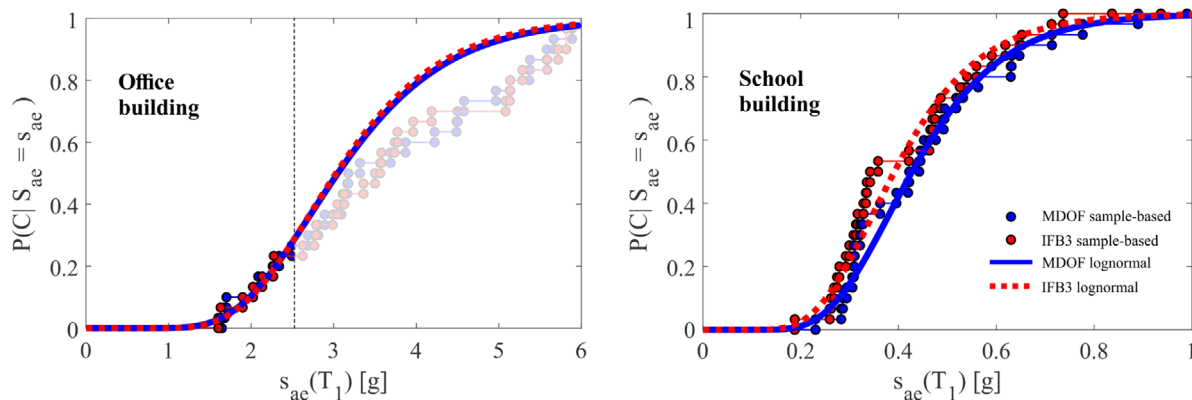 P(C| S_ae = s_ae)
1
0.8
0.6
0.4
0.2
0
Office
building
0
1
2
3
4
5
6
s_ae(T_1) [g]
P(C| S_ae = s_ae)
1
0.8
0.6
0.4
0.2
0
School
building
MDOF sample-based
IFB3 sample-based
MDOF lognormal
IFB3 lognormal
0
0.2
0.4
0.6
0.8
1
s_ae(T_1) [g]